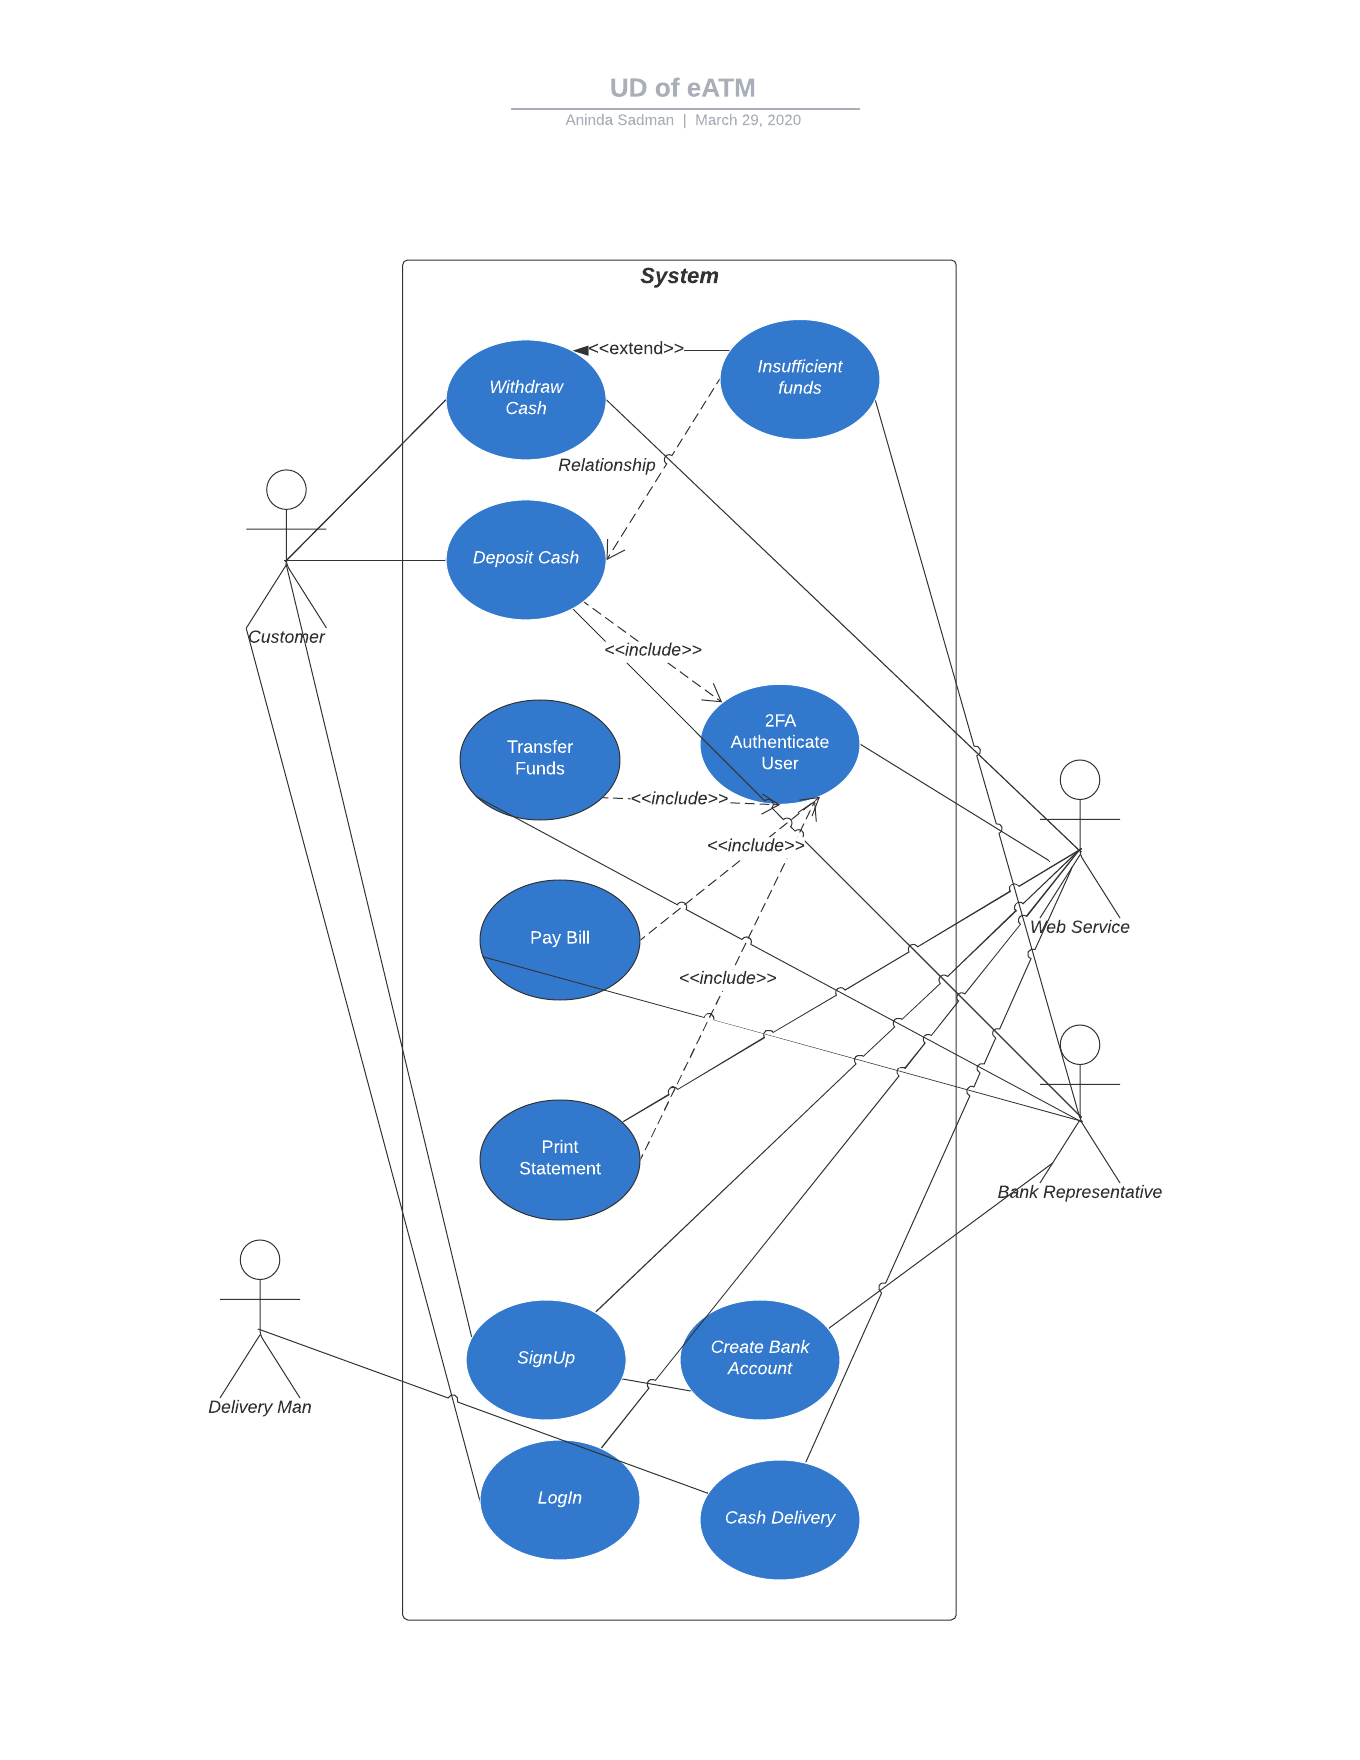 UD of eATM
Aninda Sadman | March 29, 2020
System
<<extend>>
Insufficient
funds
Withdraw
Cash
Relationship
Deposit Cash
Customer
<<include>>
2FA
Authenticate
User
Transfer
Funds
<<include>>
<<include>>
Pay Bill
Web Service
<<include>>
Print
Statement
Bank Representative
SignUp
Create Bank
Account
Delivery Man
LogIn
Cash Delivery